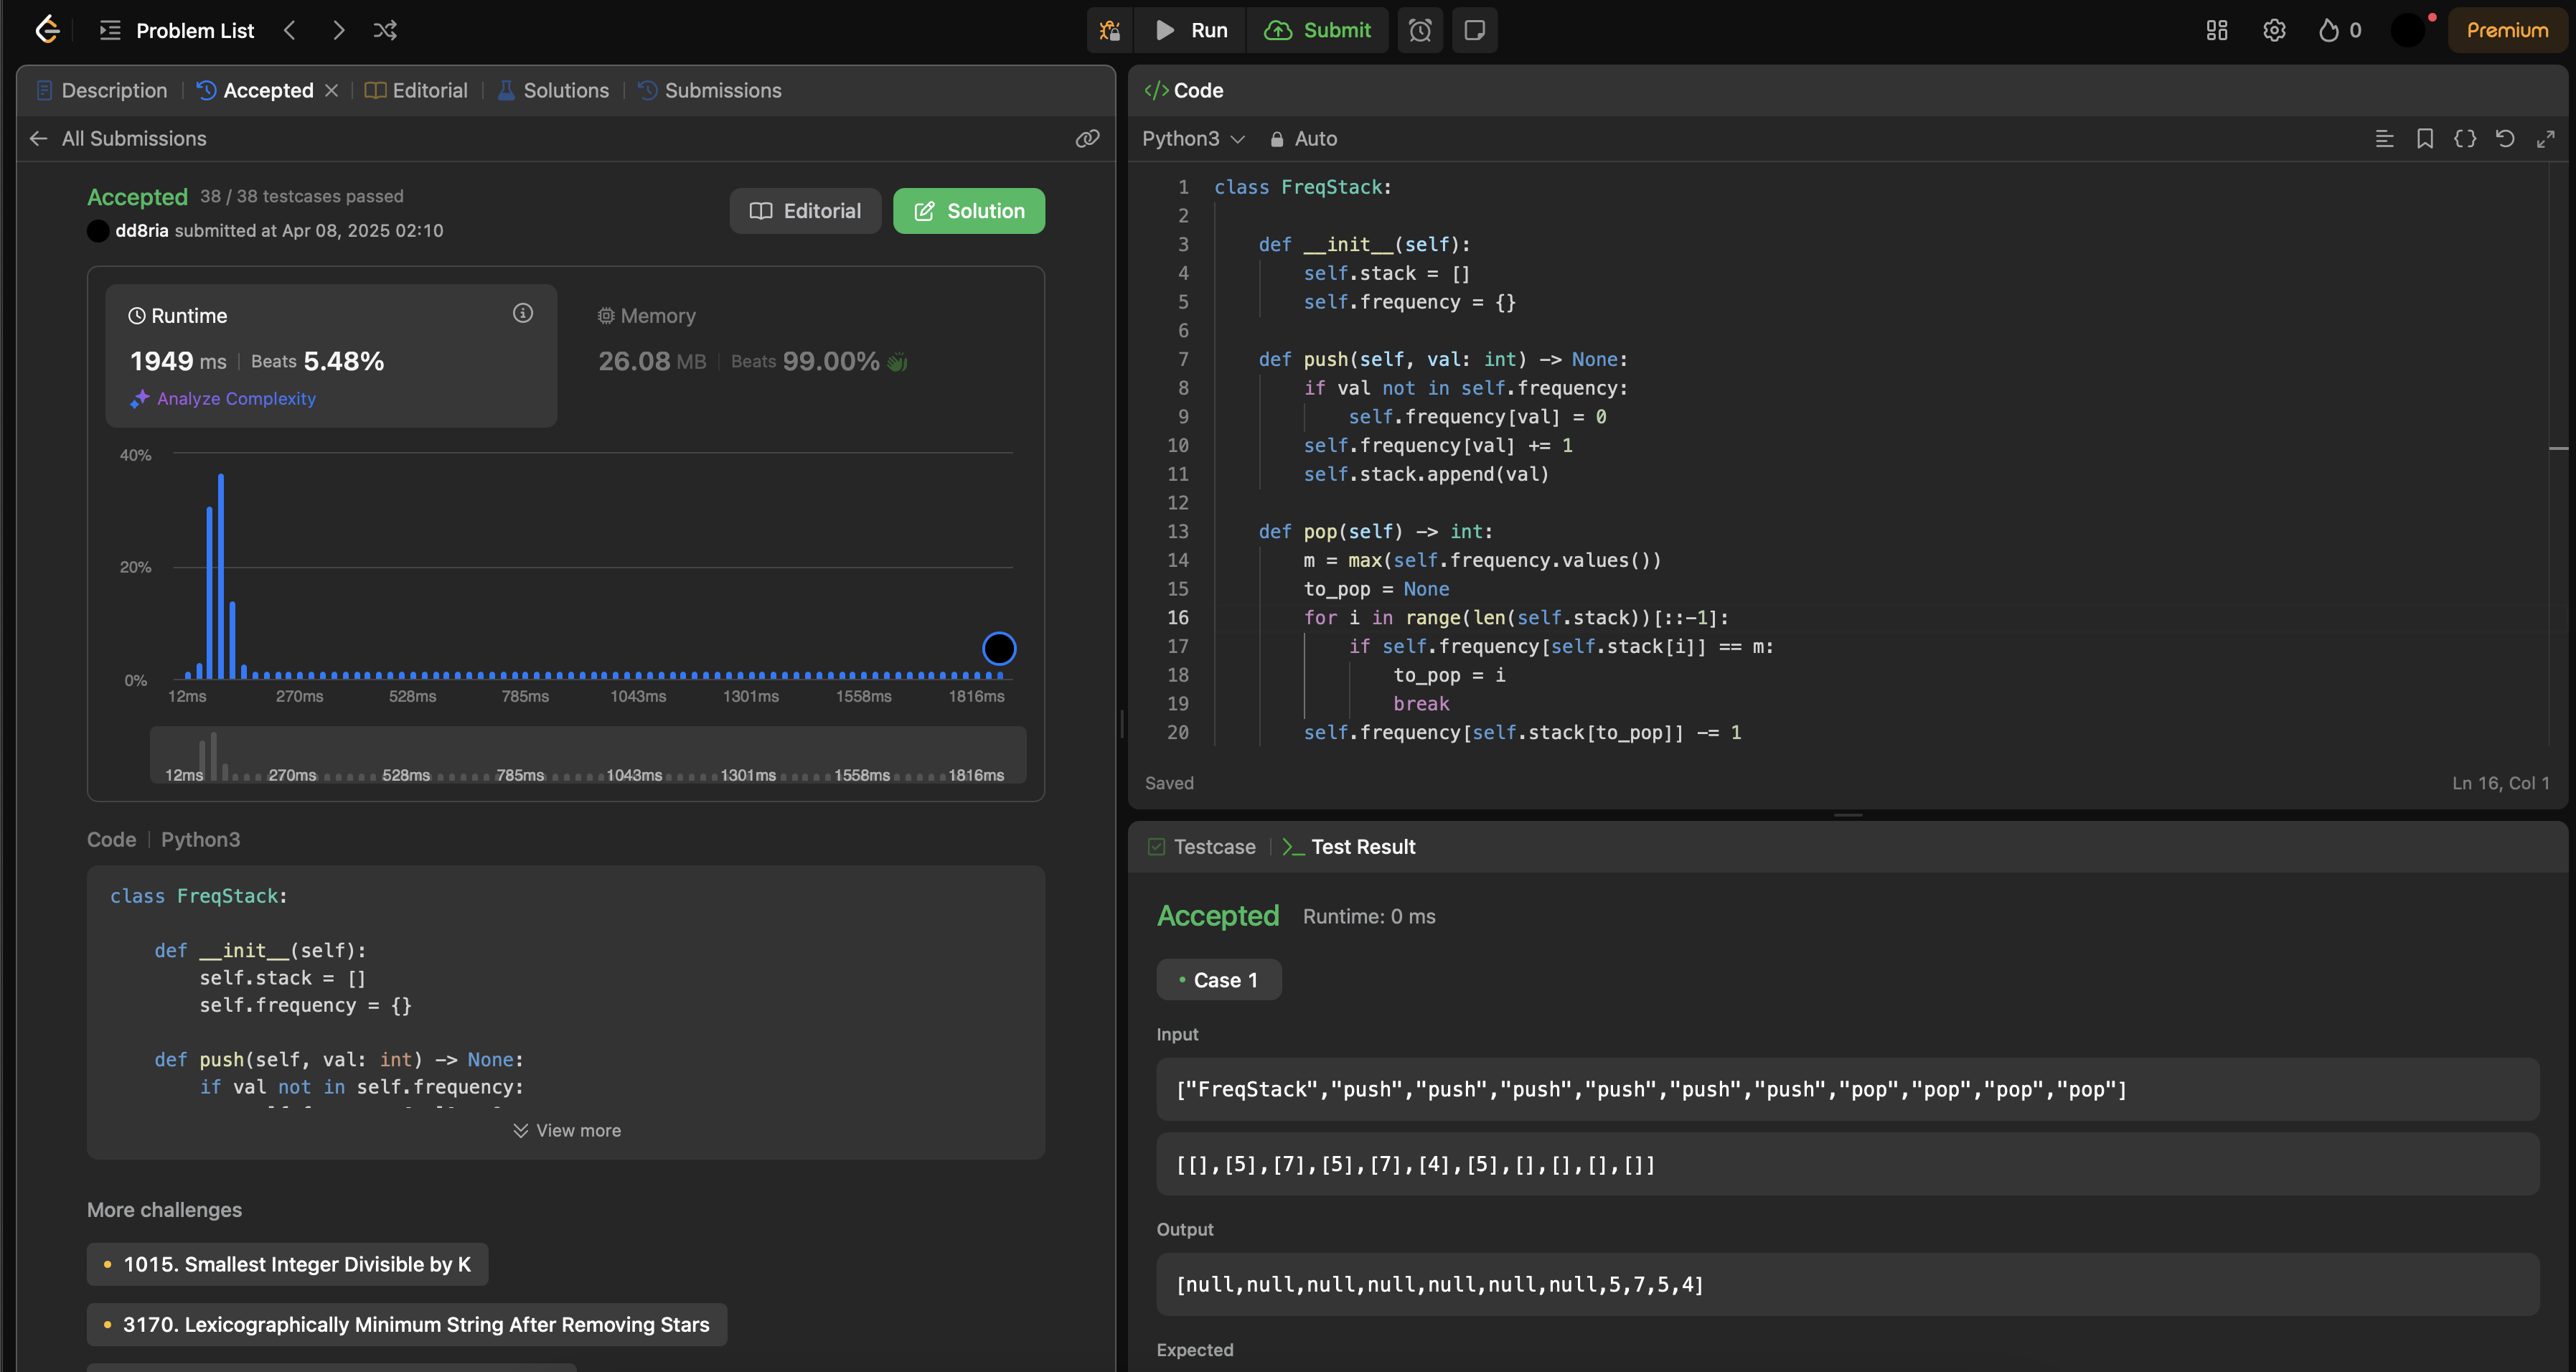 Problem List
Run
Submit
0
Premium
Description
Accepted
Editorial
Solutions
Submissions
All Submissions
Accepted 38 / 38 testcases passed
dd8ria submitted at Apr 08, 2025 02:10
Editorial
Solution
Runtime
1949 ms | Beats 5.48%
Analyze Complexity
Memory
26.08 MB | Beats 99.00%
40%
20%
0%
12ms 270ms 528ms 785ms 1043ms 1301ms 1558ms 1816ms
12ms 270ms 528ms 785ms 1043ms 1301ms 1558ms 1816ms
Code | Python3
class FreqStack:
def __init__(self):
self.stack = []
self.frequency = {}
def push(self, val: int) -> None:
if val not in self.frequency:
View more
More challenges
1015. Smallest Integer Divisible by K
3170. Lexicographically Minimum String After Removing Stars
</> Code
Python3
Auto
1 class FreqStack:
2
3 def __init__(self):
4 self.stack = []
5 self.frequency = {}
6
7 def push(self, val: int) -> None:
8 if val not in self.frequency:
9 self.frequency[val] = 0
10 self.frequency[val] += 1
11 self.stack.append(val)
12
13 def pop(self) -> int:
14 m = max(self.frequency.values())
15 to_pop = None
16 for i in range(len(self.stack))[::-1]:
17 if self.frequency[self.stack[i]] == m:
18 to_pop = i
19 break
20 self.frequency[self.stack[to_pop]] -= 1
Saved
Ln 16, Col 1
Testcase
Test Result
Accepted Runtime: 0 ms
Case 1
Input
["FreqStack","push","push","push","push","push","push","pop","pop","pop","pop"]
[[],[5],[7],[5],[7],[4],[5],[],[],[],[]]
Output
[null,null,null,null,null,null,null,5,7,5,4]
Expected